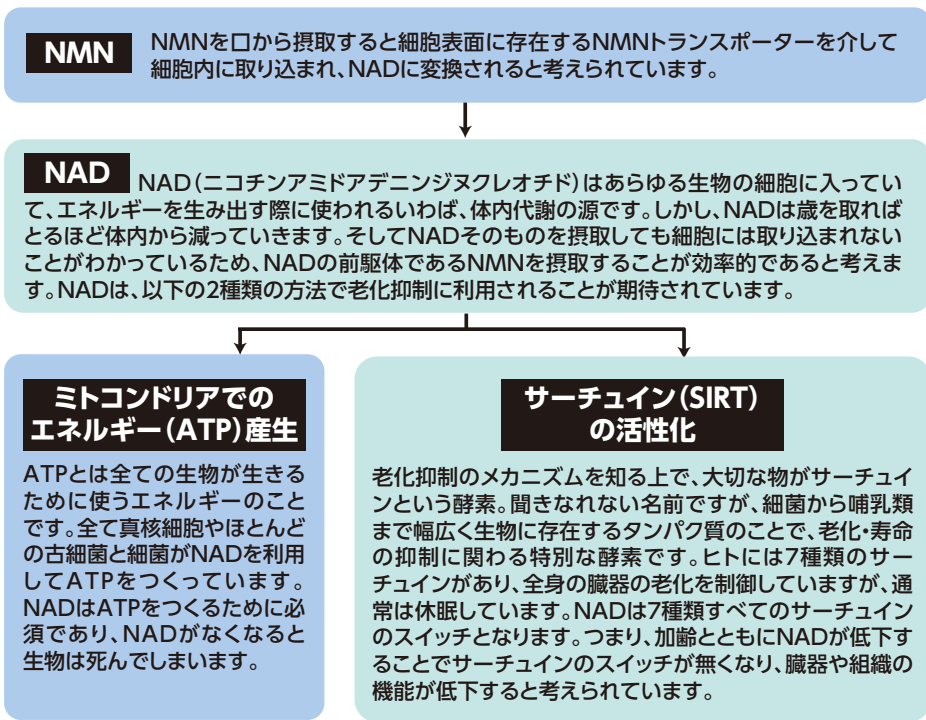 NMN
NMNを口から摂取すると細胞表面に存在するNMNトランスポーターを介して
細胞内に取り込まれ、NADに変換されると考えられています。
NAD
NAD(ニコチンアミドアデニンジヌクレオチド)はあらゆる生物の細胞に入ってい
て、エネルギーを生み出す際に使われるいわば、体内代謝の源です。しかし、NADは歳を取れば
とるほど体内から減っていきます。そしてNADそのものを摂取しても細胞には取り込まれない
ことがわかっているため、NADの前駆体であるNMNを摂取することが効率的であると考えま
す。NADは、以下の2種類の方法で老化抑制に利用されることが期待されています。
ミトコンドリアでの
エネルギー(ATP)産生
ATPとは全ての生物が生きる
ために使うエネルギーのこと
です。全て真核細胞やほとんど
の古細菌と細菌がNADを利用
してATPをつくっています。
NADはATPをつくるために必
須であり、NADがなくなると
生物は死んでしまいます。
サーチュイン(SIRT)
の活性化
老化抑制のメカニズムを知る上で、大切な物がサーチュイ
ンという酵素。聞きなれない名前ですが、細菌から哺乳類
まで幅広く生物に存在するタンパク質のことで、老化・寿命
の抑制に関わる特別な酵素です。ヒトには7種類のサー
チュインがあり、全身の臓器の老化を制御していますが、通
常は休眠しています。NADは7種類すべてのサーチュイン
のスイッチとなります。つまり、加齢とともにNADが低下す
ることでサーチュインのスイッチが無くなり、臓器や組織の
機能が低下すると考えられています。